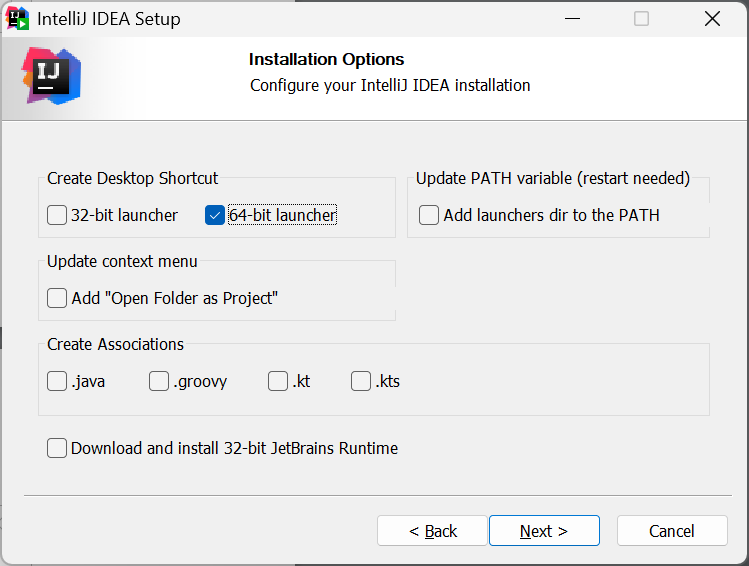 IntelliJ IDEA Setup
IJ
Installation Options
Configure your IntelliJ IDEA installation
Create Desktop Shortcut
32-bit launcher 64-bit launcher
Update PATH variable (restart needed)
Add launchers dir to the PATH
Update context menu
Add "Open Folder as Project"
Create Associations
.java .groovy .kt .kts
Download and install 32-bit JetBrains Runtime
< Back Next > Cancel